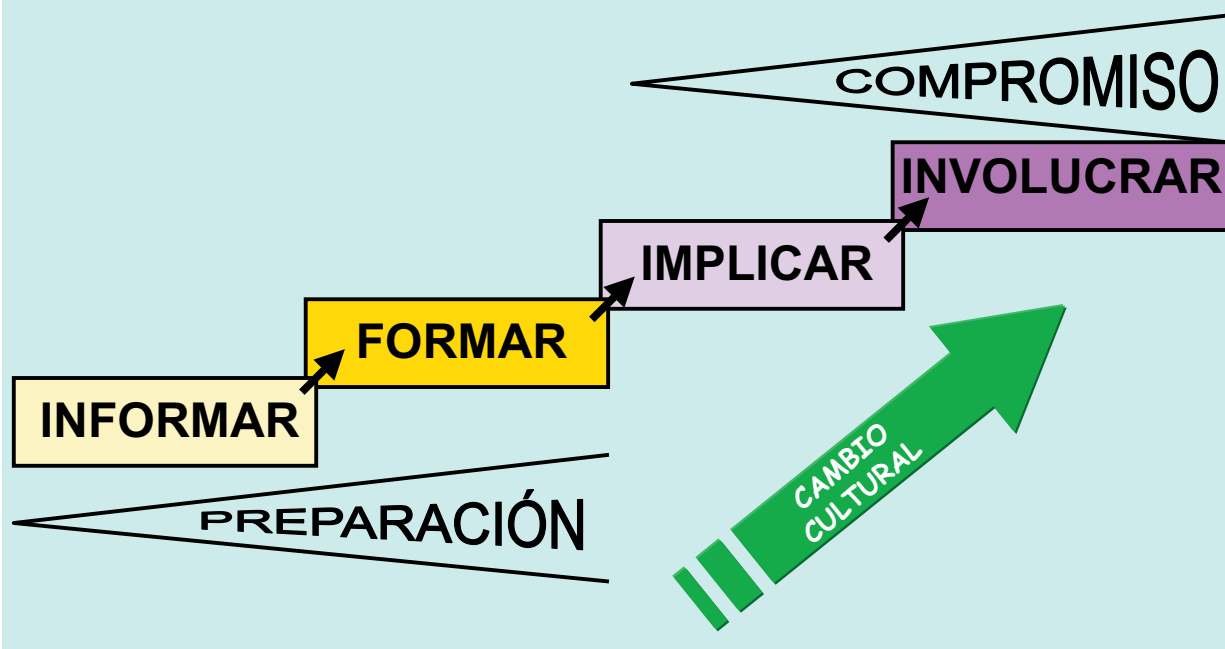 COMPROMISO
INVOLUCRAR
IMPLICAR
FORMAR
INFORMAR
PREPARACIÓN
CAMBIO
CULTURAL